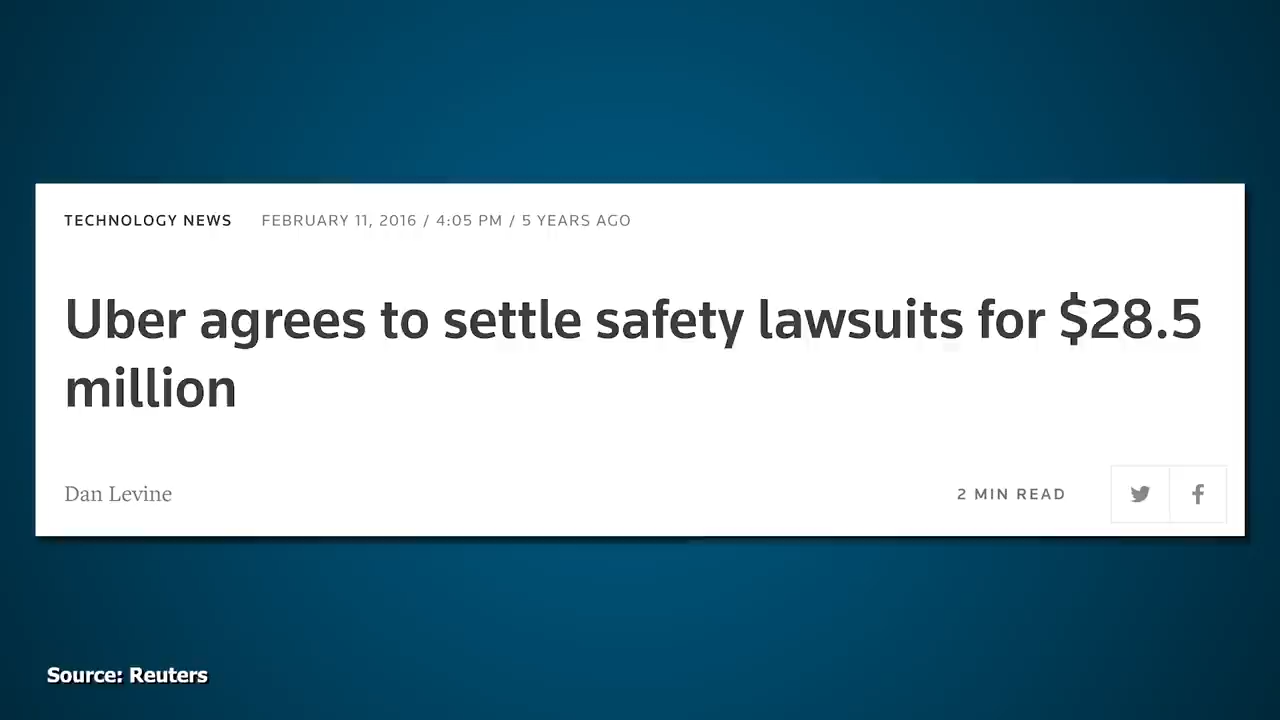 TECHNOLOGY NEWS FEBRUARY 11, 2016 / 4:05 PM / 5 YEARS AGO
Uber agrees to settle safety lawsuits for $28.5
million
Dan Levine 2 MIN READ
Source: Reuters